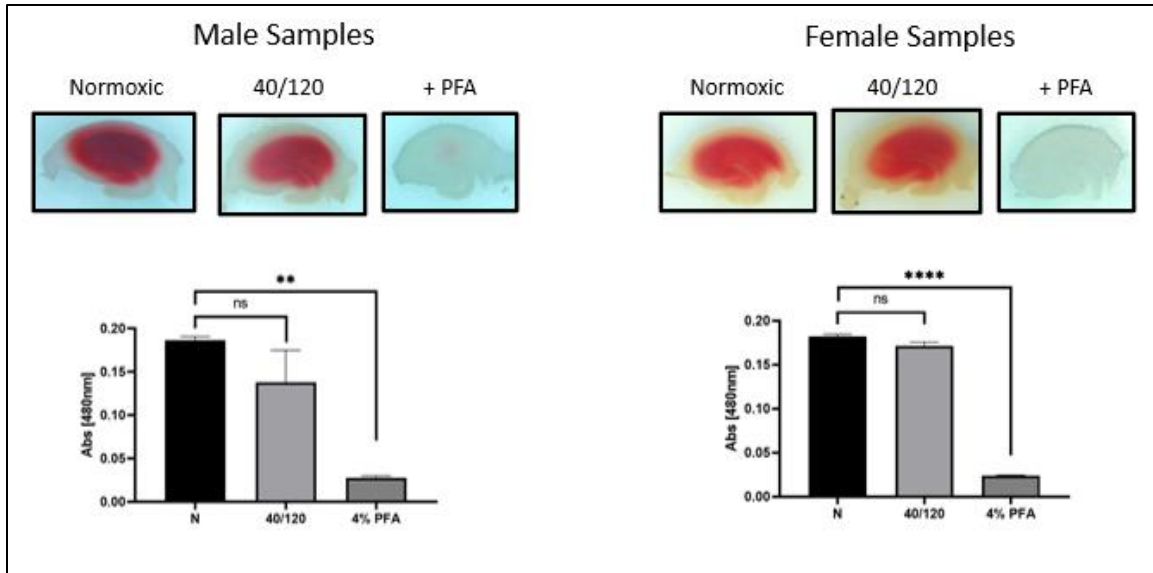 Male Samples
Normoxic 40/120 + PFA
**
ns
0.20
0.15
0.10
0.05
0.00
Abs [480nm]
N 40/120 4% PFA
Female Samples
Normoxic 40/120 + PFA
****
ns
0.20
0.15
0.10
0.05
0.00
Abs [480nm]
N 40/120 4% PFA